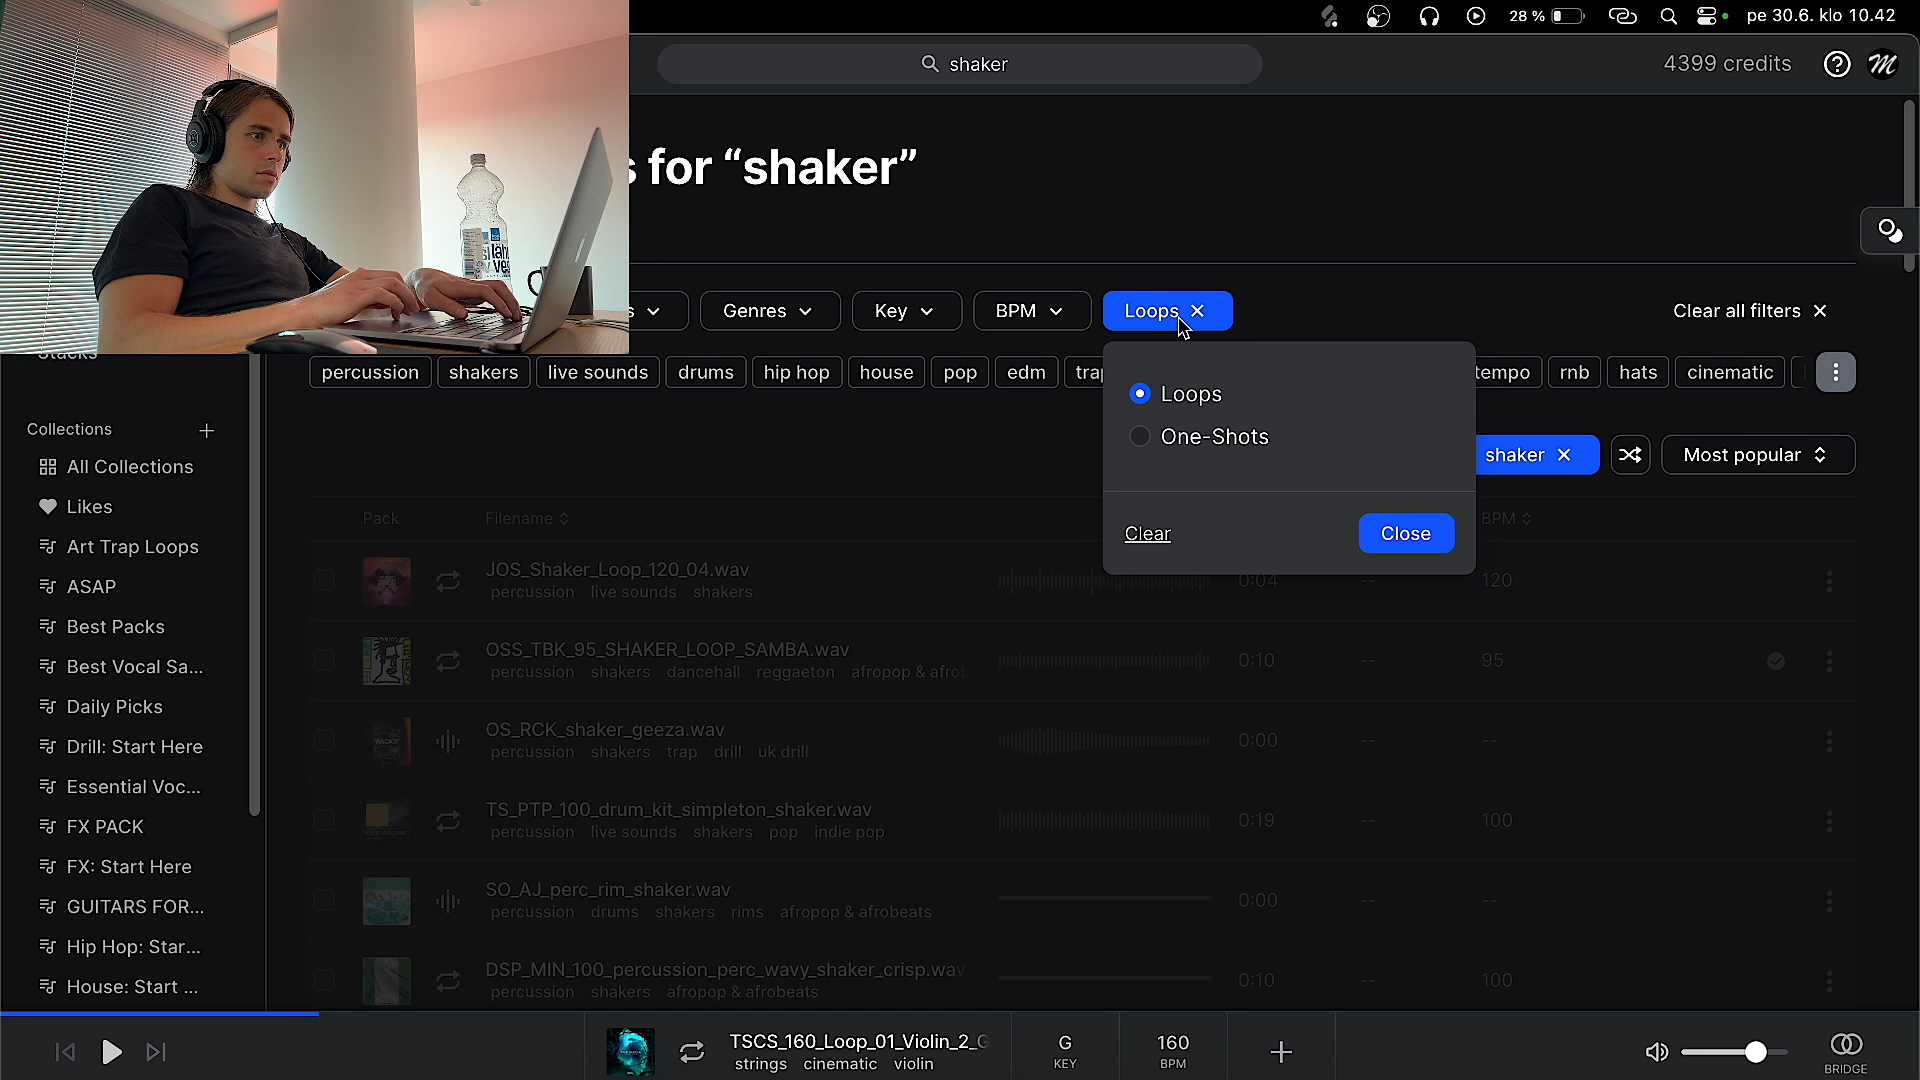 28 %
pe 30.6. klo 10.42
shaker
4399 credits
for “shaker”
Genres
Key
BPM
Loops
Clear all filters
Stacks
percussion
shakers
live sounds
drums
hip hop
house
pop
edm
trap
tempo
rnb
hats
cinematic
Loops
One-Shots
Clear
Close
shaker
Most popular
Collections
All Collections
Likes
Art Trap Loops
ASAP
Best Packs
Best Vocal Sa...
Daily Picks
Drill: Start Here
Essential Voc...
FX PACK
FX: Start Here
GUITARS FOR...
Hip Hop: Star...
House: Start ...
Pack
Filename
BPM
JOS_Shaker_Loop_120_04.wav
percussion live sounds shakers
0:04
120
OSS_TBK_95_SHAKER_LOOP_SAMBA.wav
percussion shakers dancehall reggaeton afropop & afrob
0:10
--
95
OS_RCK_shaker_geeza.wav
percussion shakers trap drill uk drill
0:00
--
--
TS_PTP_100_drum_kit_simpleton_shaker.wav
percussion live sounds shakers pop indie pop
0:19
--
100
SO_AJ_perc_rim_shaker.wav
percussion drums shakers rims afropop & afrobeats
0:00
--
--
DSP_MIN_100_percussion_perc_wavy_shaker_crisp.wav
percussion shakers afropop & afrobeats
0:10
--
100
TSCS_160_Loop_01_Violin_2_G
strings cinematic violin
G
KEY
160
BPM
BRIDGE